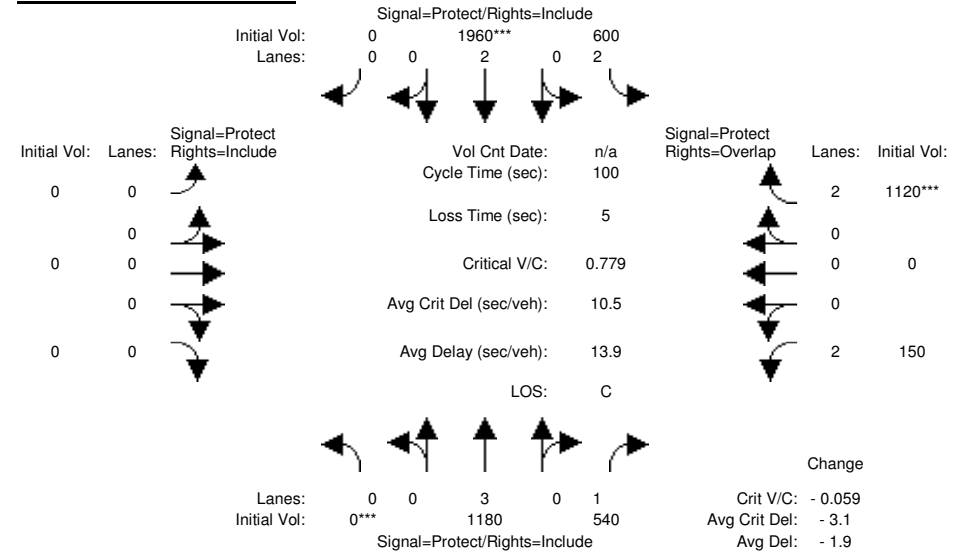 Signal=Protect/Rights=Include
Initial Vol: 0 1960*** 600
Lanes: 0 0 2 0 2
Signal=Protect
Rights=Include
Signal=Protect
Rights=Overlap
Initial Vol: Lanes:
Vol Cnt Date: n/a
Lanes: Initial Vol:
Cycle Time (sec): 100
0 0
2 1120***
Loss Time (sec): 5
0
0
0 0
Critical V/C: 0.779
0 0
0
Avg Crit Del (sec/veh): 10.5
0
0 0
Avg Delay (sec/veh): 13.9
2 150
LOS: C
Change
Lanes: 0 0 3 0 1
Crit V/C: - 0.059
Initial Vol: 0*** 1180 540
Avg Crit Del: - 3.1
Signal=Protect/Rights=Include
Avg Del: - 1.9